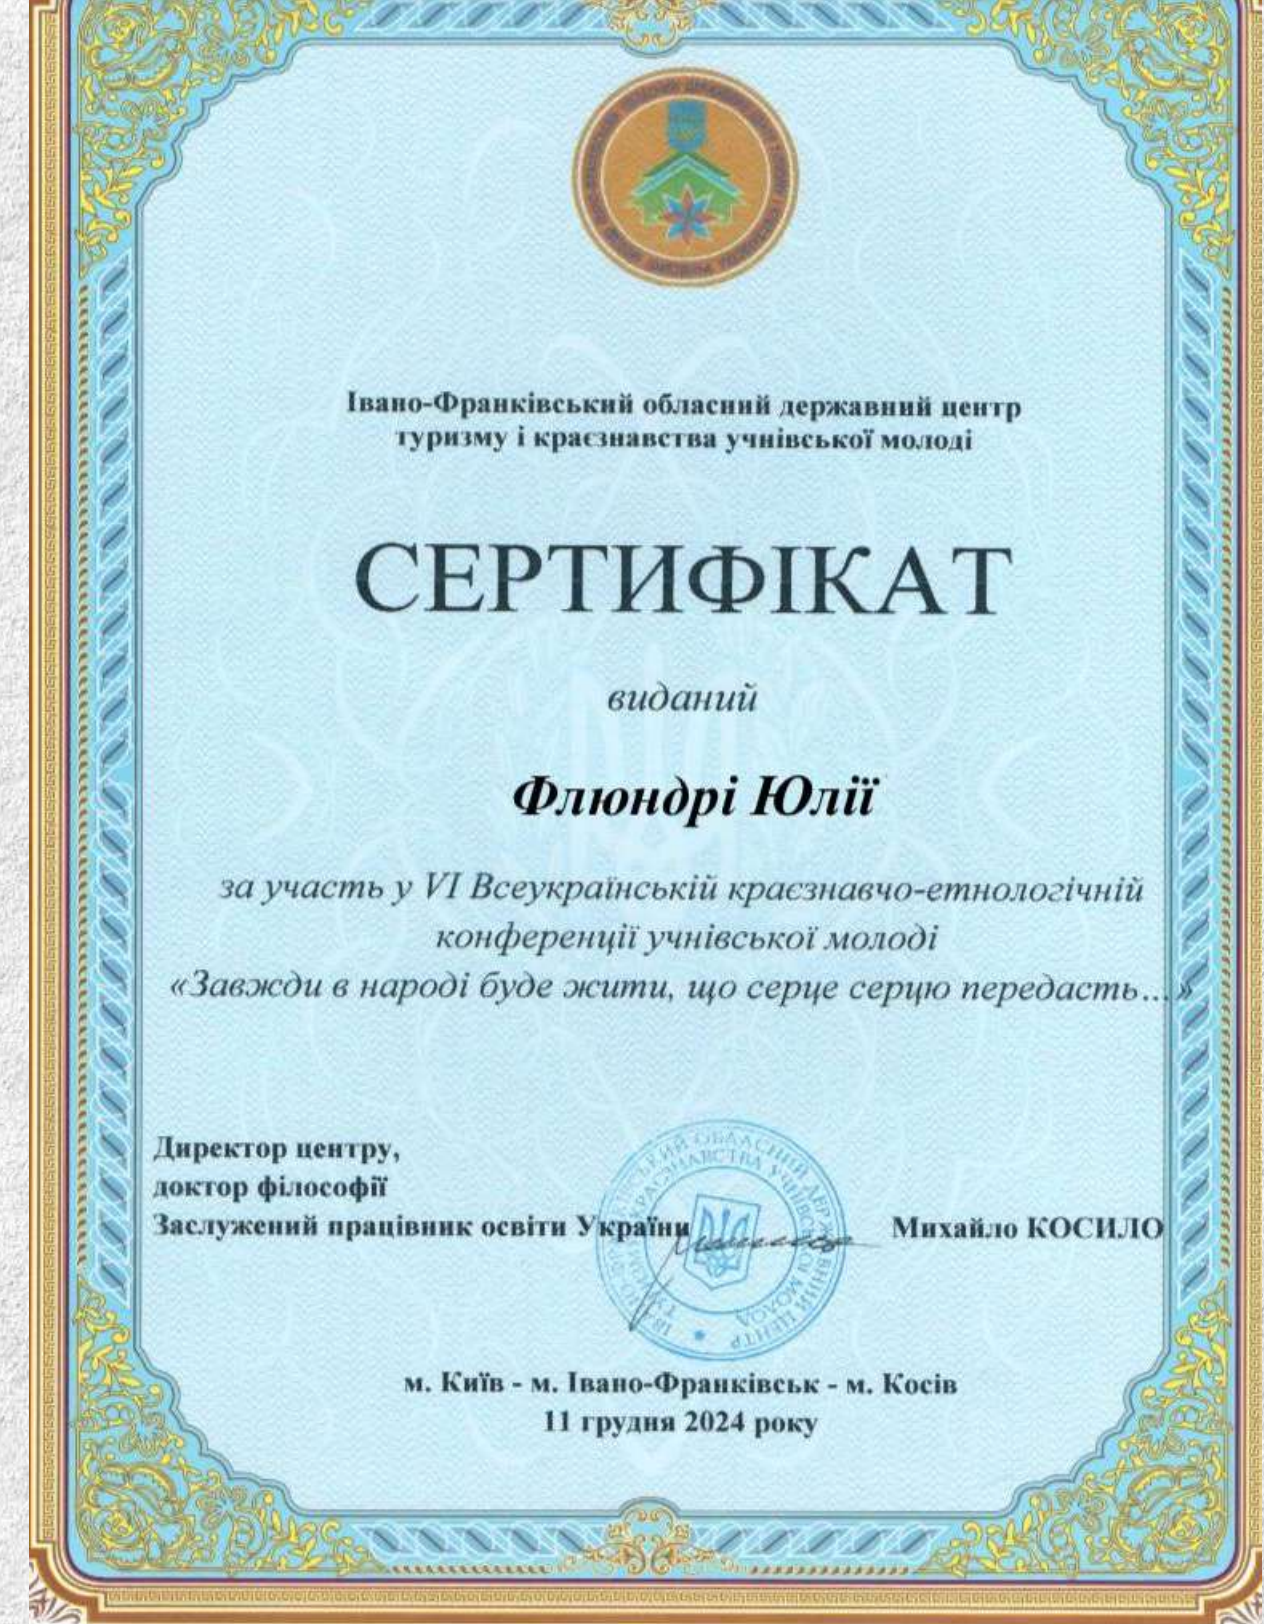 Івано-Франківський обласний державний центр
туризму і краєзнавства учнівської молоді
СЕРТИФІКАТ
виданий
Флюндрі Юлії
за участь у VI Всеукраїнській краєзнавчо-етнологічній
конференції учнівської молоді
«Завжди в народі буде жити, що серце серцю передасть…»
Директор центру,
доктор філософії
Заслужений працівник освіти України
Михайло КОСИЛО
м. Київ - м. Івано-Франківськ - м. Косів
11 грудня 2024 року